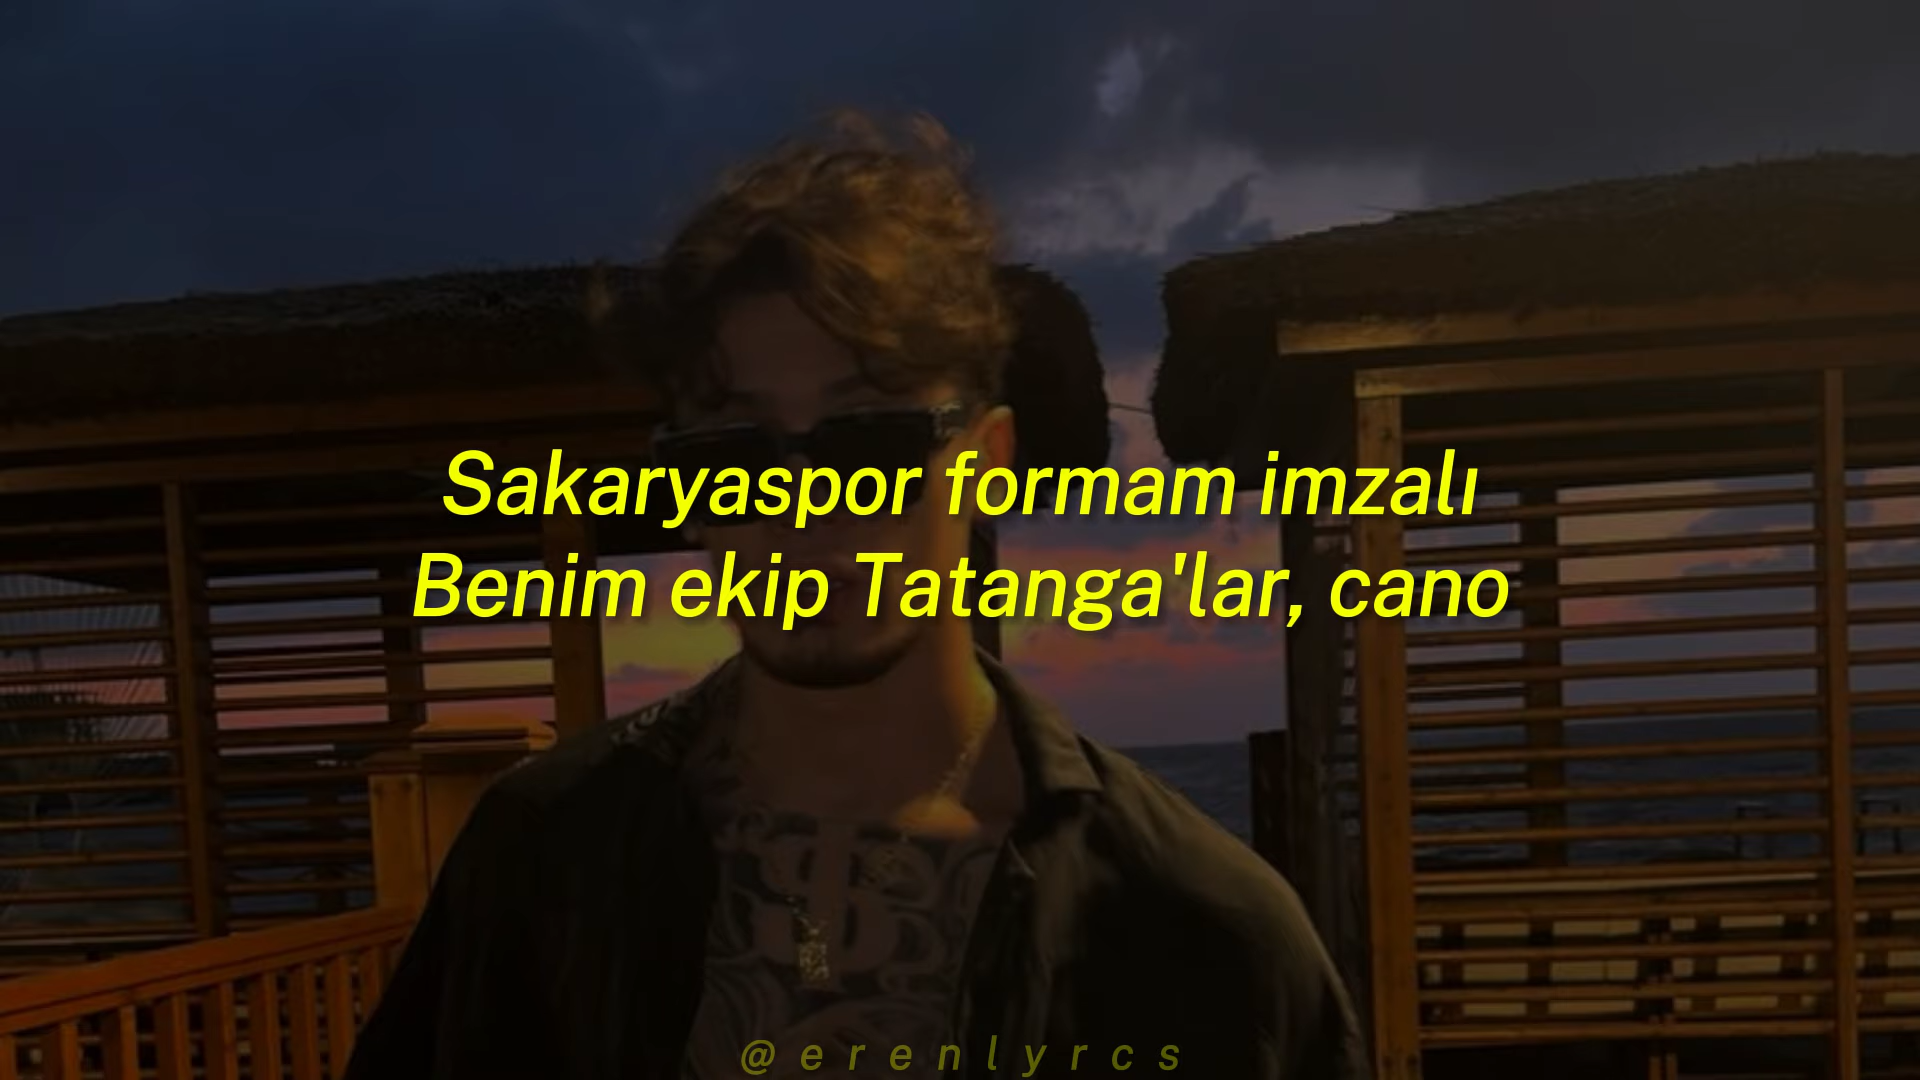 Sakaryaspor formam imzalı
Benim ekip Tatanga'lar, cano
@erenlyrcs